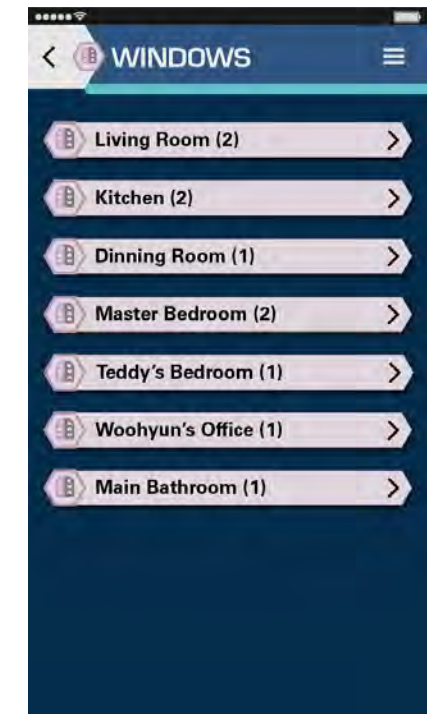 WINDOWS
Living Room (2)
Kitchen (2)
Dinning Room (1)
Master Bedroom (2)
Teddy's Bedroom (1)
Woohyun's Office (1)
Main Bathroom (1)